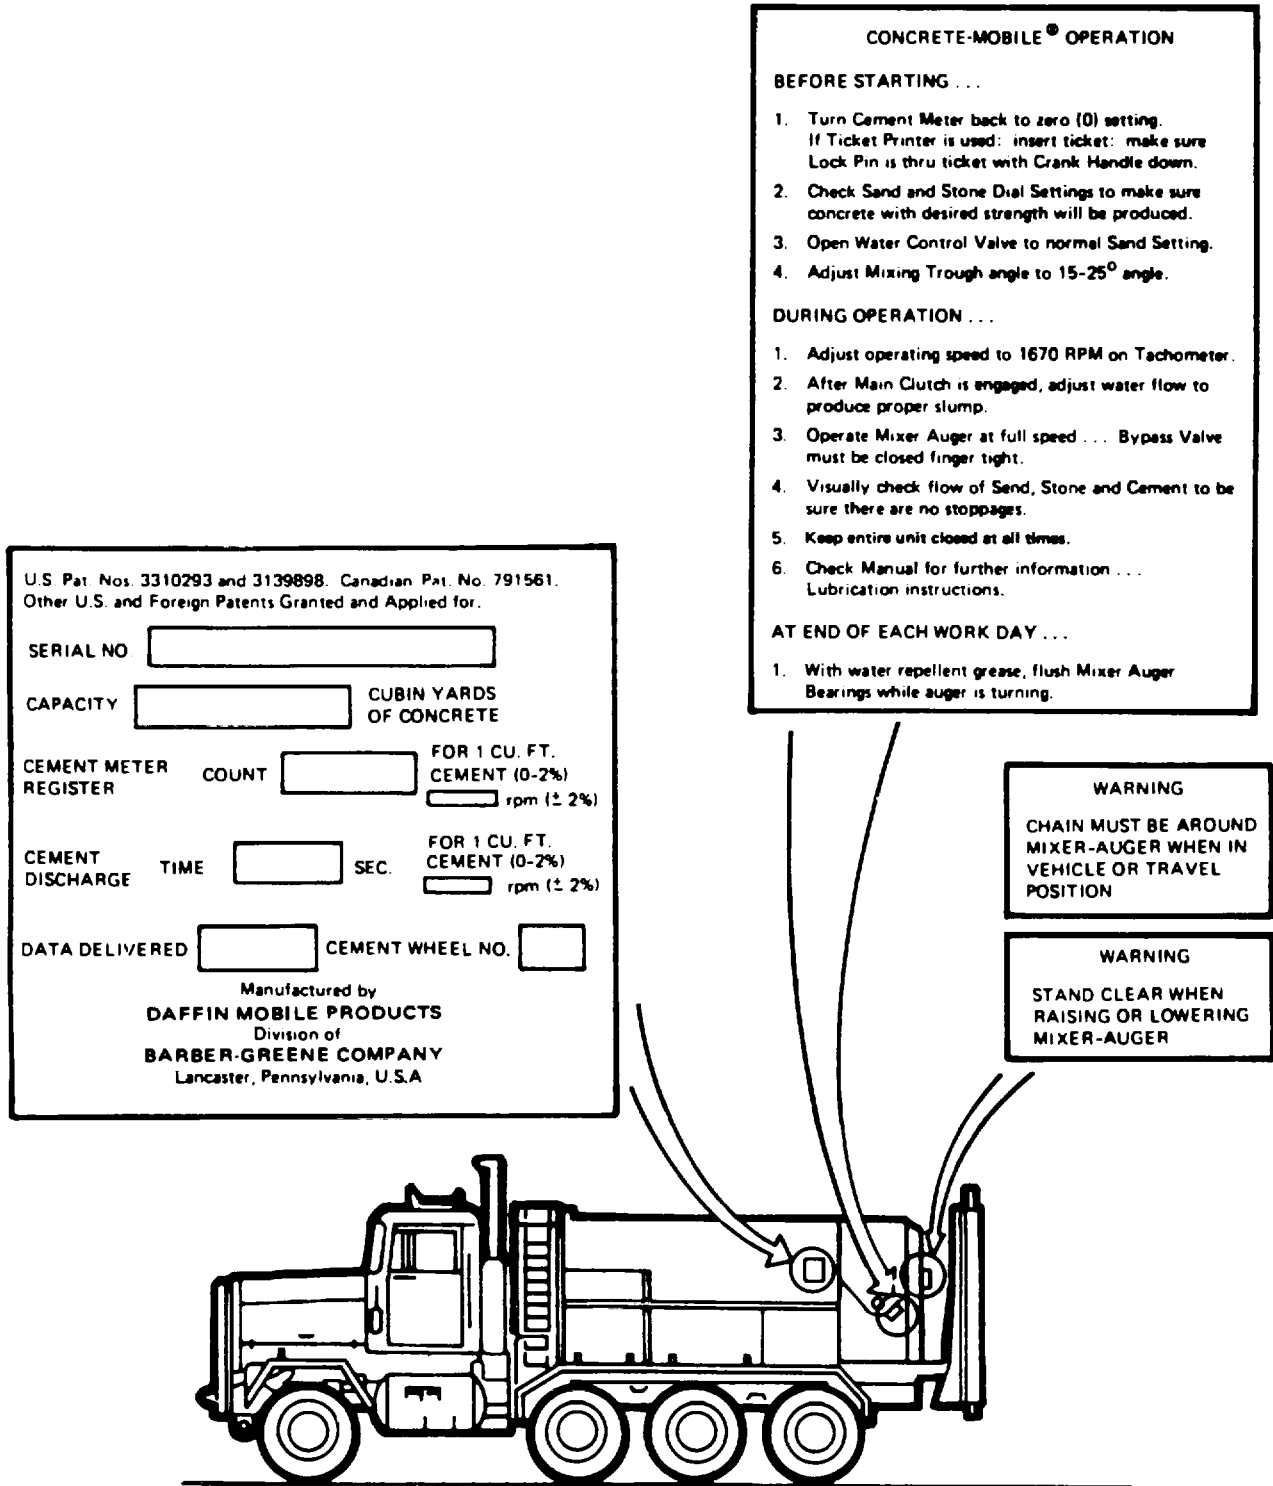 CONCRETE-MOBILE® OPERATION
BEFORE STARTING ...
1. Turn Cement Meter back to zero (0) setting.
If Ticket Printer is used: insert ticket: make sure
Lock Pin is thru ticket with Crank Handle down.
2. Check Sand and Stone Dial Settings to make sure
concrete with desired strength will be produced.
3. Open Water Control Valve to normal Sand Setting.
4. Adjust Mixing Trough angle to 15-25° angle.
DURING OPERATION ...
1. Adjust operating speed to 1670 RPM on Tachometer.
2. After Main Clutch is engaged, adjust water flow to
produce proper slump.
3. Operate Mixer Auger at full speed ... Bypass Valve
must be closed finger tight.
4. Visually check flow of Send, Stone and Cement to be
sure there are no stoppages.
5. Keep entire unit closed at all times.
6. Check Manual for further information ...
Lubrication instructions.
AT END OF EACH WORK DAY ...
1. With water repellent grease, flush Mixer Auger
Bearings while auger is turning.
U.S. Pat. Nos. 3310293 and 3139898. Canadian Pat. No. 791561.
Other U.S. and Foreign Patents Granted and Applied for.
SERIAL NO
CAPACITY CUBIN YARDS
OF CONCRETE
CEMENT METER
REGISTER COUNT FOR 1 CU. FT.
CEMENT (0-2%)
rpm (± 2%)
CEMENT
DISCHARGE TIME SEC. FOR 1 CU. FT.
CEMENT (0-2%)
rpm (± 2%)
DATA DELIVERED CEMENT WHEEL NO.
Manufactured by
DAFFIN MOBILE PRODUCTS
Division of
BARBER-GREENE COMPANY
Lancaster, Pennsylvania, U.S.A
WARNING
CHAIN MUST BE AROUND
MIXER-AUGER WHEN IN
VEHICLE OR TRAVEL
POSITION
WARNING
STAND CLEAR WHEN
RAISING OR LOWERING
MIXER-AUGER